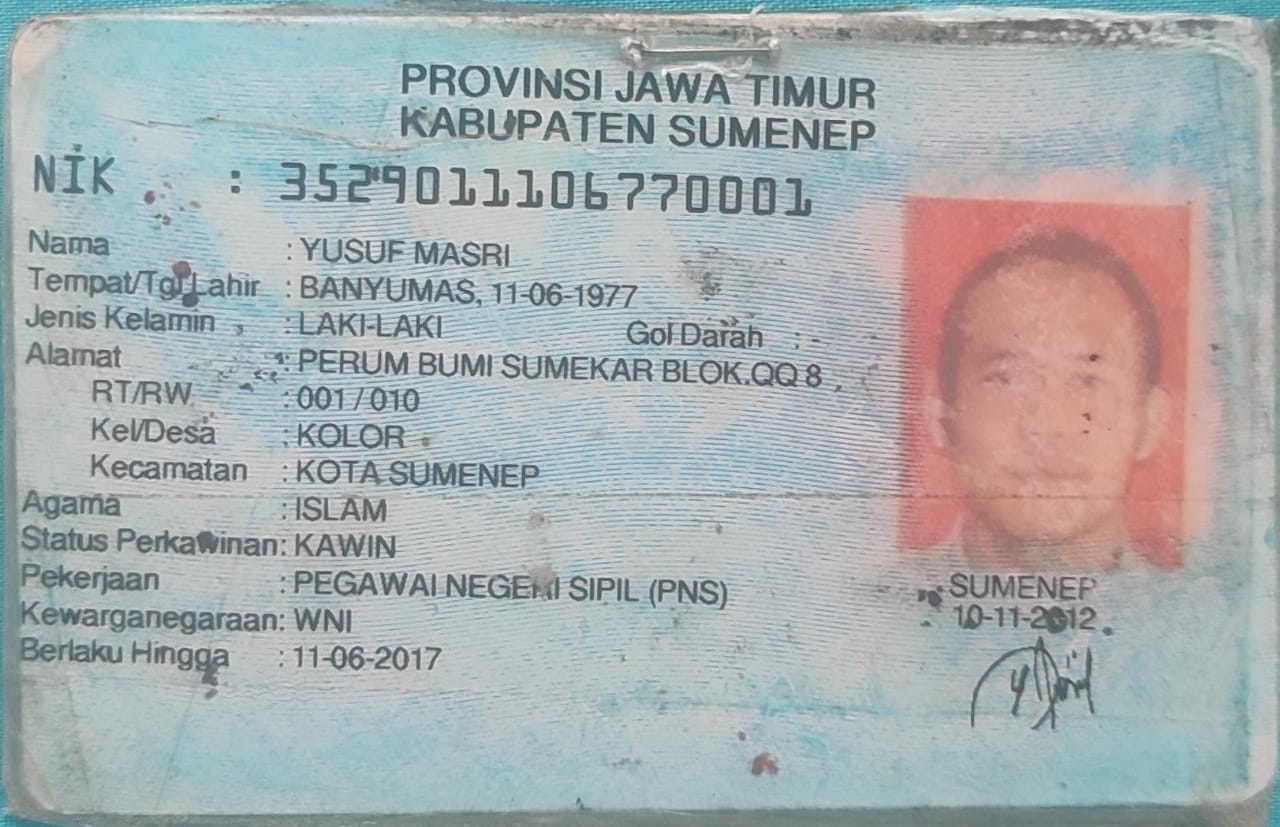 PROVINSI JAWA TIMUR
KABUPATEN SUMENEP
NIK : 3529011106770001
Nama : YUSUF MASRI
Tempat/Tgl Lahir : BANYUMAS, 11-06-1977
Jenis Kelamin : LAKI-LAKI Gol Darah : -
Alamat : PERUM BUMI SUMEKAR BLOK.QQ 8
RT/RW : 001 / 010
Kel/Desa : KOLOR
Kecamatan : KOTA SUMENEP
Agama : ISLAM
Status Perkawinan: KAWIN
Pekerjaan : PEGAWAI NEGERI SIPIL (PNS)
Kewarganegaraan: WNI
Berlaku Hingga : 11-06-2017
SUMENEP
10-11-2012